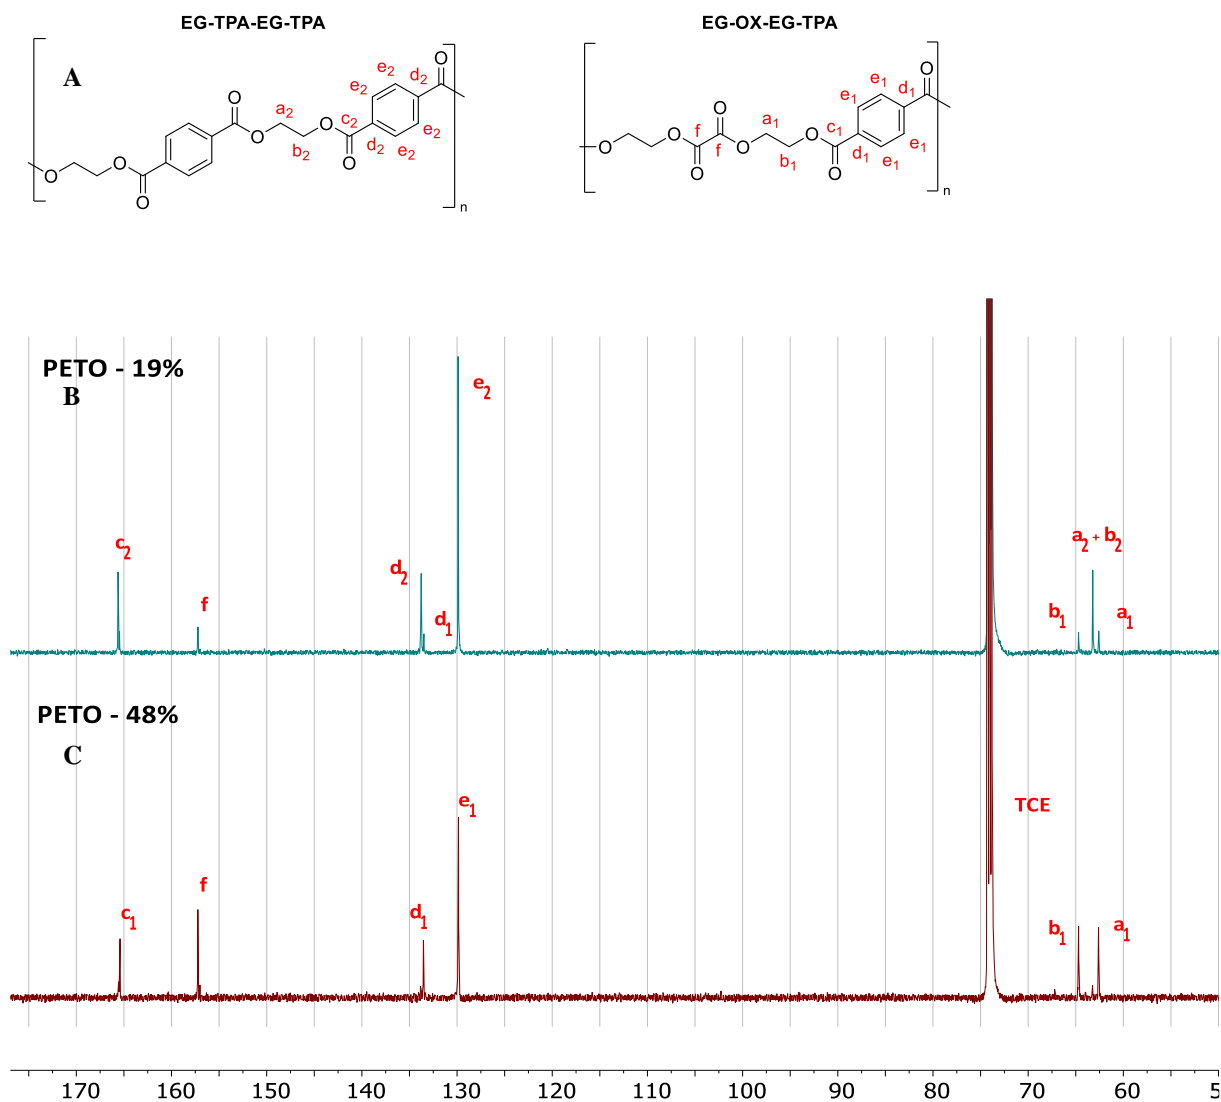 EG-TPA-EG-TPA EG-OX-EG-TPA
A
O O O O O O O O
a₂ b₂ c₂ d₂ d₂ e₂ e₂ e₂ e₂
n
O O O O O O O O
f f a₁ b₁ c₁ d₁ d₁ e₁ e₁ e₁ e₁
n
PETO - 19%
B
c₂ f d₂ d₁ e₂ b₁ a₂ + b₂ a₁
PETO - 48%
C
c₁ f d₁ e₁ TCE b₁ a₁
170 160 150 140 130 120 110 100 90 80 70 60 5